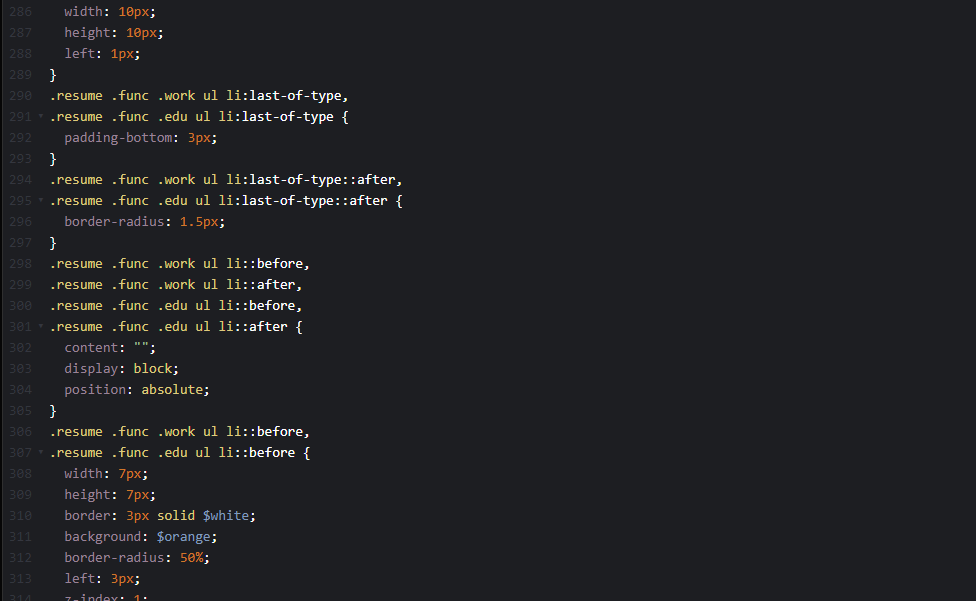 286 width: 10px;
287 height: 10px;
288 left: 1px;
289 }
290 .resume .func .work ul li:last-of-type,
291 .resume .func .edu ul li:last-of-type {
292 padding-bottom: 3px;
293 }
294 .resume .func .work ul li:last-of-type::after,
295 .resume .func .edu ul li:last-of-type::after {
296 border-radius: 1.5px;
297 }
298 .resume .func .work ul li::before,
299 .resume .func .work ul li::after,
300 .resume .func .edu ul li::before,
301 .resume .func .edu ul li::after {
302 content: "";
303 display: block;
304 position: absolute;
305 }
306 .resume .func .work ul li::before,
307 .resume .func .edu ul li::before {
308 width: 7px;
309 height: 7px;
310 border: 3px solid $white;
311 background: $orange;
312 border-radius: 50%;
313 left: 3px;
314 z-index: 1;